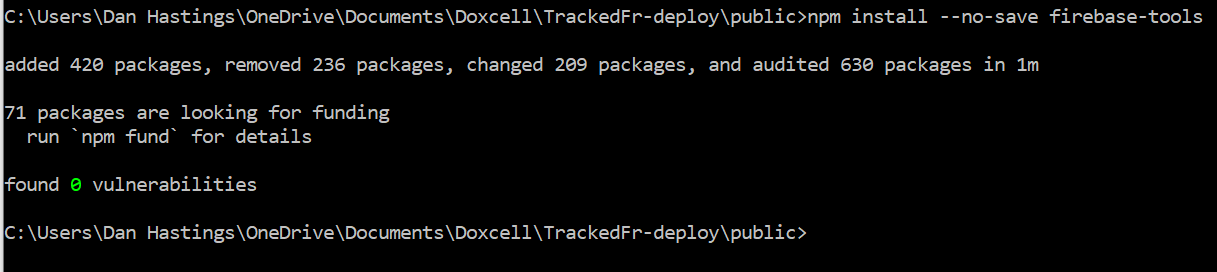 C:\Users\Dan Hastings\OneDrive\Documents\Doxcell\TrackedFr-deploy\public>npm install --no-save firebase-tools
added 420 packages, removed 236 packages, changed 209 packages, and audited 630 packages in 1m
71 packages are looking for funding
  run `npm fund` for details
found 0 vulnerabilities
C:\Users\Dan Hastings\OneDrive\Documents\Doxcell\TrackedFr-deploy\public>